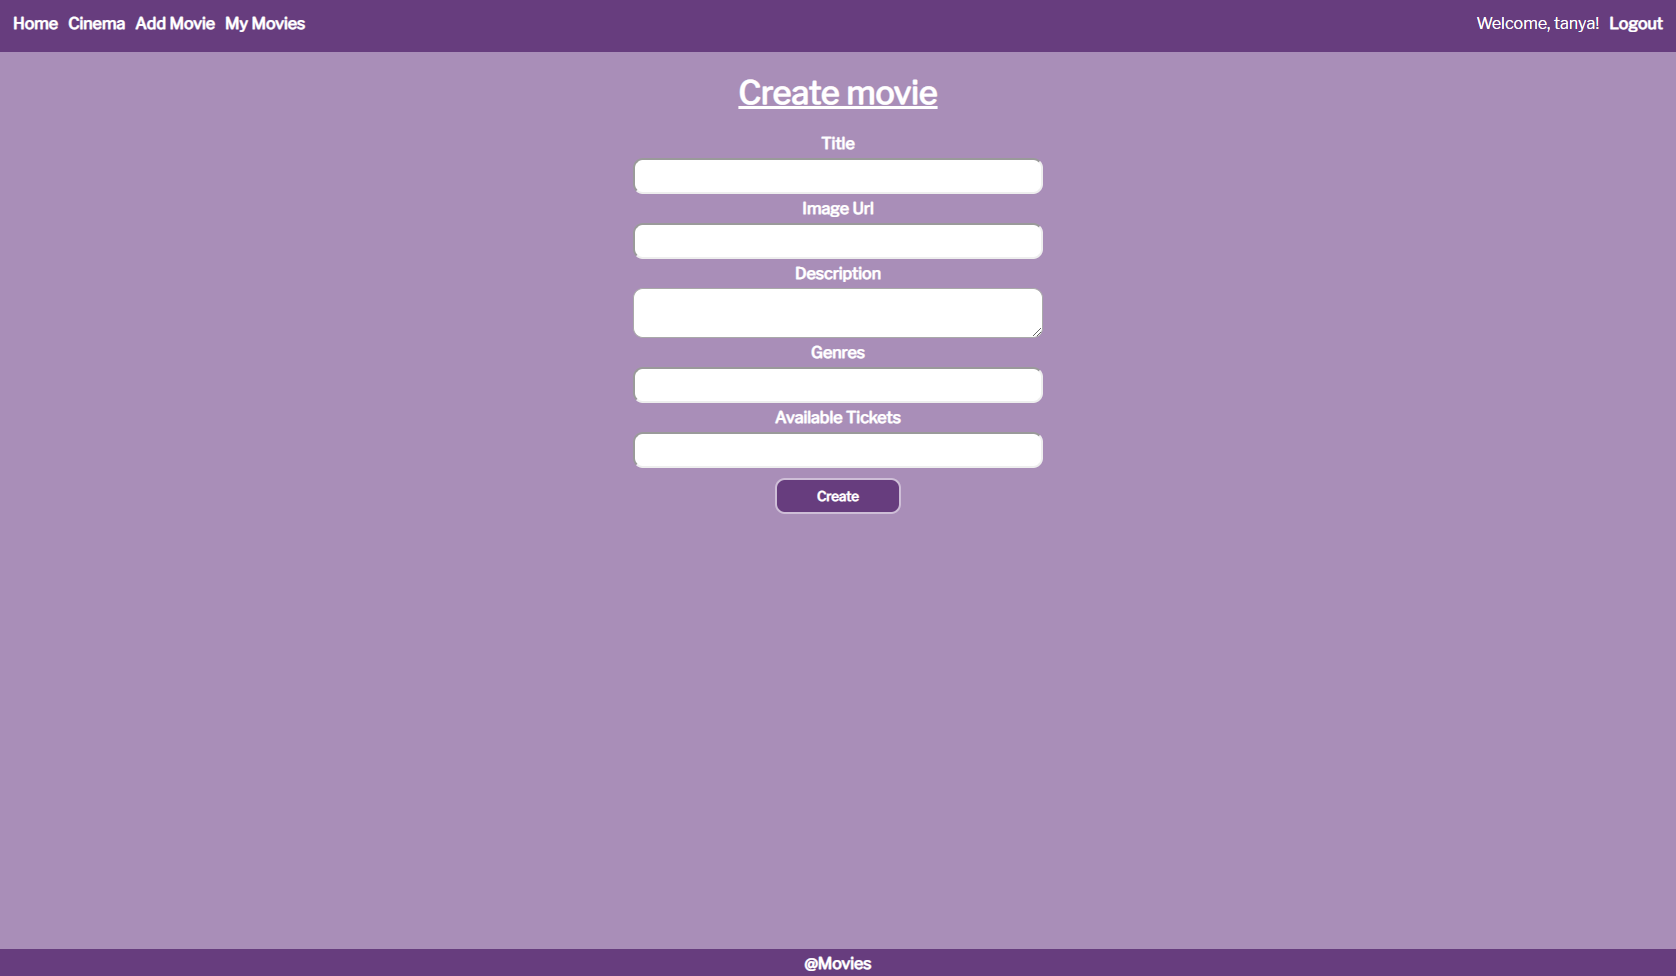 Home Cinema Add Movie My Movies Welcome, tanya! Logout
Create movie
Title
Image Url
Description
Genres
Available Tickets
Create
@Movies